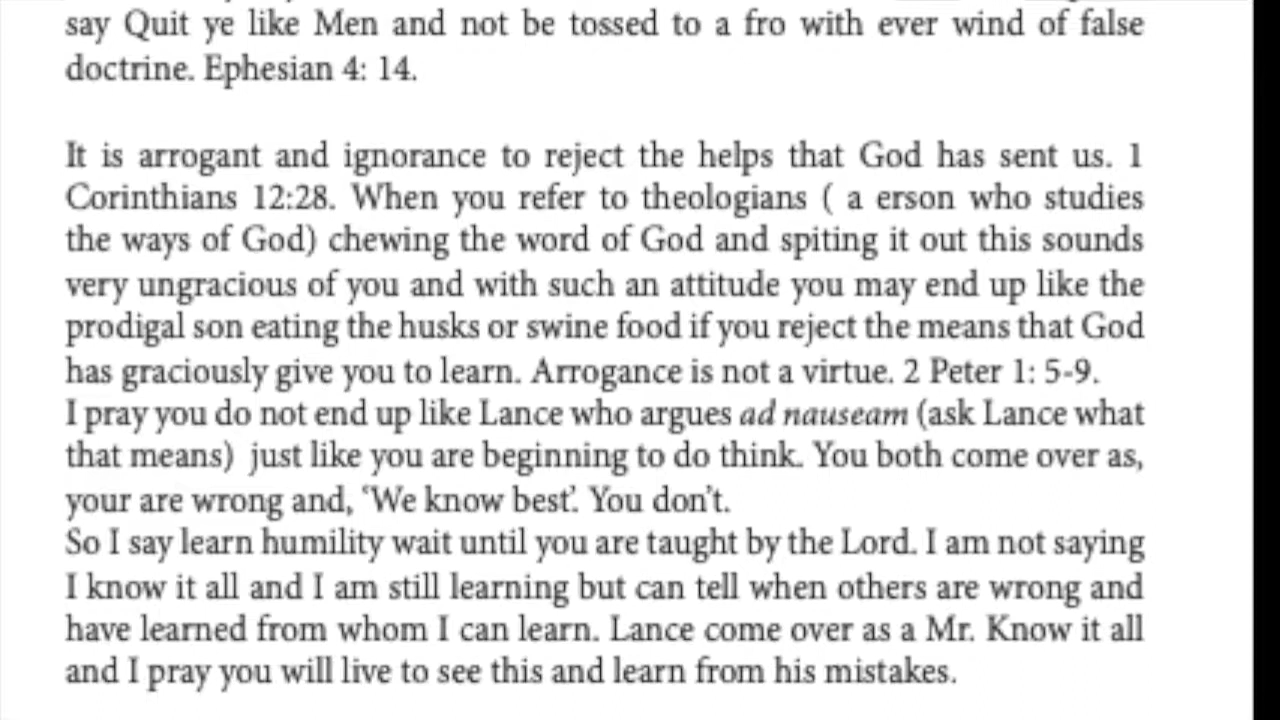 say Quit ye like Men and not be tossed to a fro with ever wind of false
doctrine. Ephesian 4: 14.
It is arrogant and ignorance to reject the helps that God has sent us. 1
Corinthians 12:28. When you refer to theologians ( a erson who studies
the ways of God) chewing the word of God and spiting it out this sounds
very ungracious of you and with such an attitude you may end up like the
prodigal son eating the husks or swine food if you reject the means that God
has graciously give you to learn. Arrogance is not a virtue. 2 Peter 1: 5-9.
I pray you do not end up like Lance who argues ad nauseam (ask Lance what
that means)  just like you are beginning to do think. You both come over as,
your are wrong and, ‘We know best’. You don’t.
So I say learn humility wait until you are taught by the Lord. I am not saying
I know it all and I am still learning but can tell when others are wrong and
have learned from whom I can learn. Lance come over as a Mr. Know it all
and I pray you will live to see this and learn from his mistakes.